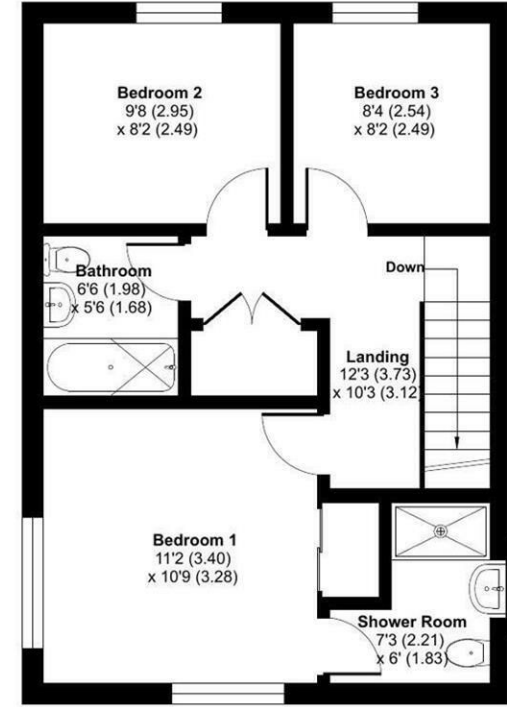 Bedroom 2
9'8 (2.95)
x 8'2 (2.49)
Bedroom 3
8'4 (2.54)
x 8'2 (2.49)
Bathroom
6'6 (1.98)
x 5'6 (1.68)
Down
Landing
12'3 (3.73)
x 10'3 (3.12)
Bedroom 1
11'2 (3.40)
x 10'9 (3.28)
Shower Room
7'3 (2.21)
x 6' (1.83)